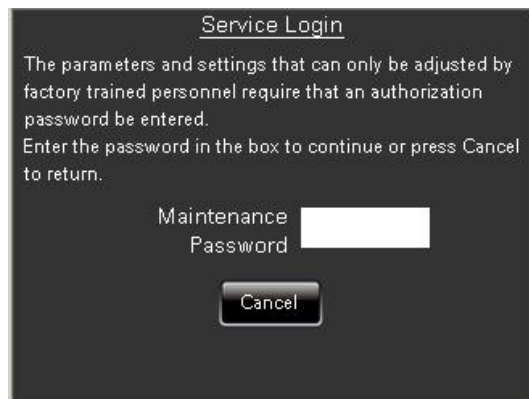 Service Login
The parameters and settings that can only be adjusted by
factory trained personnel require that an authorization
password be entered.
Enter the password in the box to continue or press Cancel
to return.
Maintenance
Password
Cancel